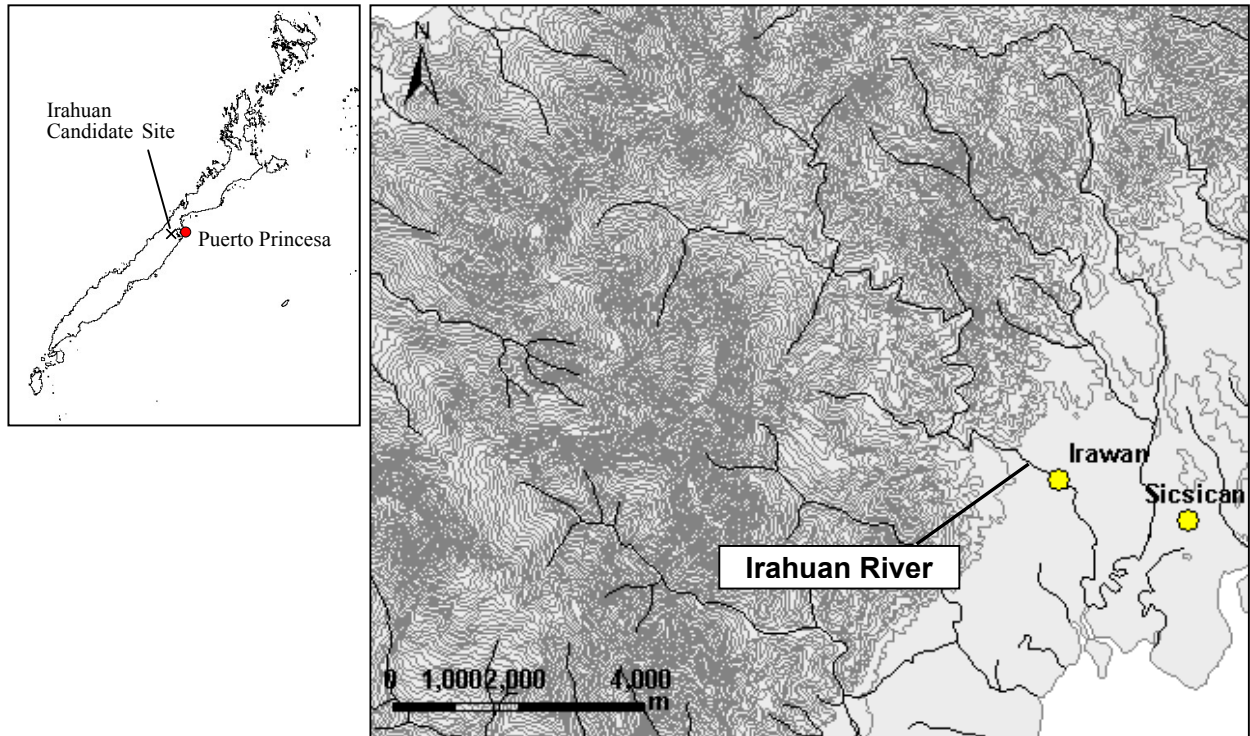 Irahuan
Candidate Site
Puerto Princesa
N
Irawan
Sicsican
Irahuan River
0 1,000 2,000 4,000
m